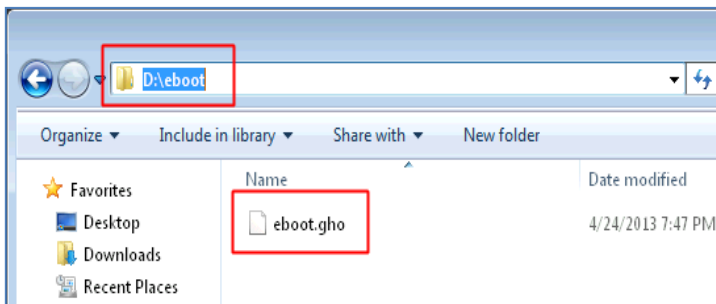 D:\eboot
Organize Include in library Share with New folder
Favorites
Desktop
Downloads
Recent Places
Name Date modified
eboot.gho 4/24/2013 7:47 PM